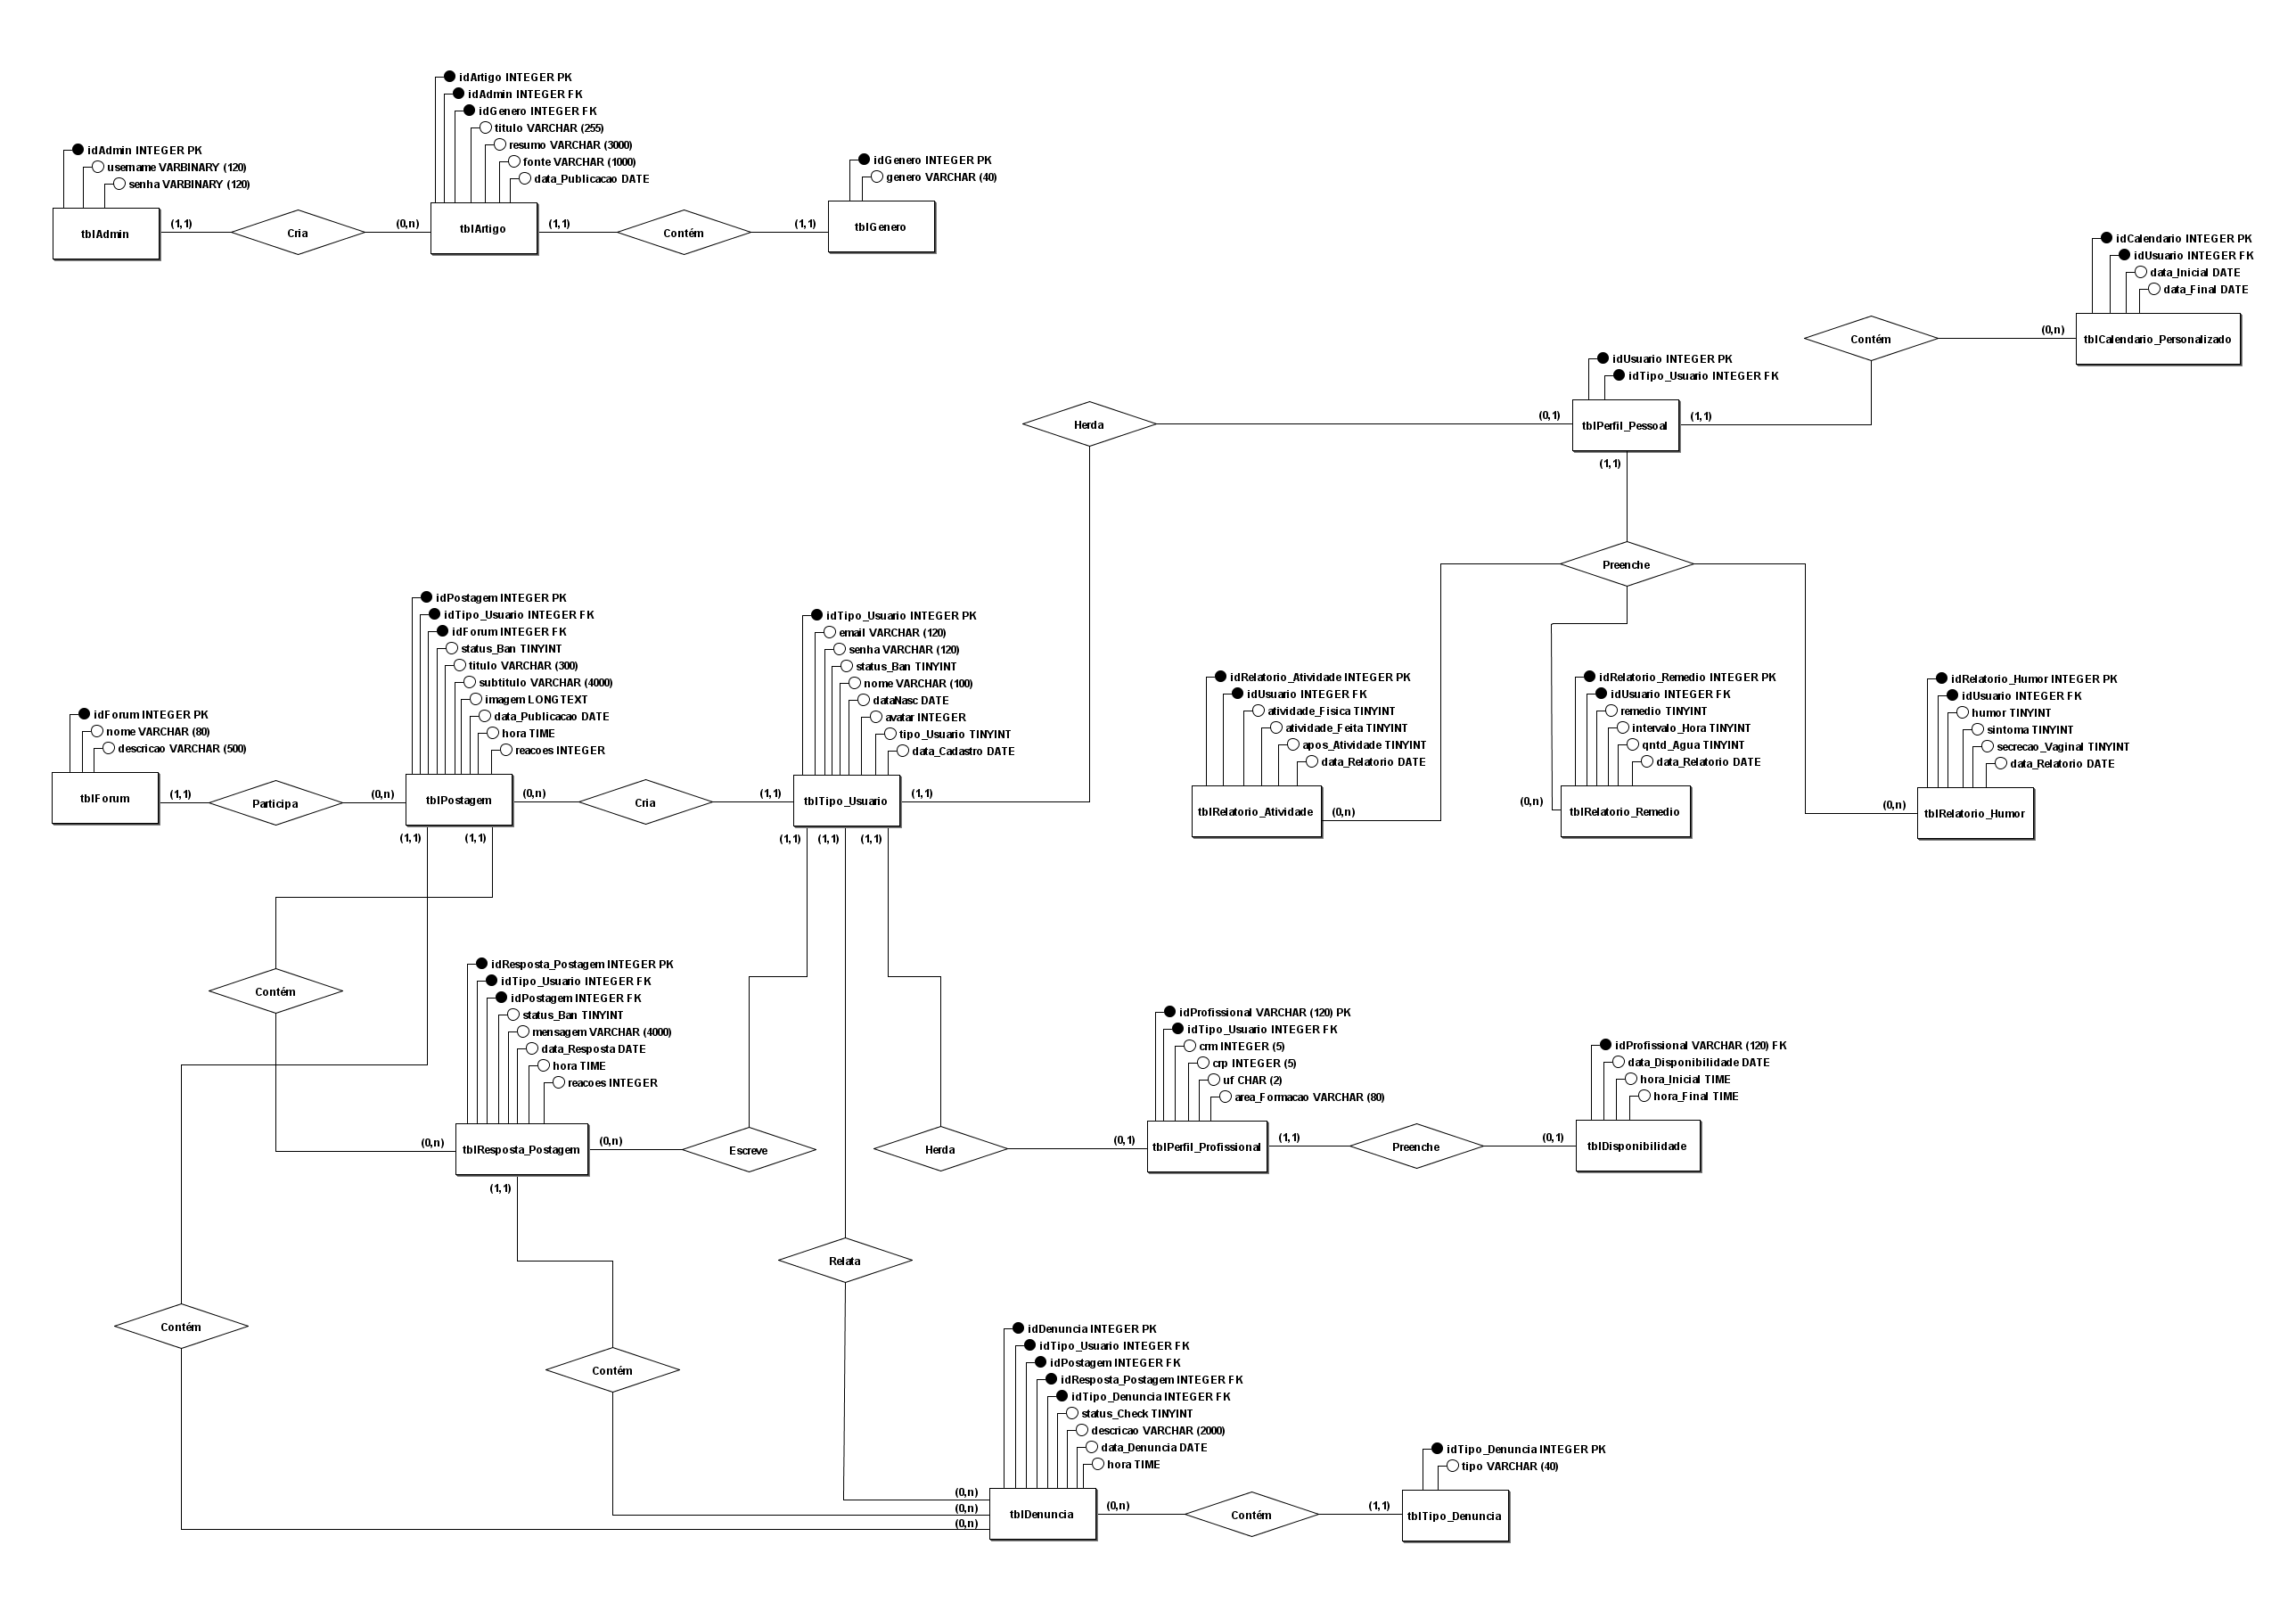 idArtigo INTEGER PK
idAdmin INTEGER FK
idGenero INTEGER FK
titulo VARCHAR (255)
resumo VARCHAR (3000)
fonte VARCHAR (1000)
data_Publicacao DATE
idAdmin INTEGER PK
username VARBINARY (120)
senha VARBINARY (120)
idGenero INTEGER PK
genero VARCHAR (40)
tblAdmin
(1,1)
Cria
(0,n)
tblArtigo
(1,1)
Contém
(1,1)
tblGenero
idCalendario INTEGER PK
idUsuario INTEGER FK
data_Inicial DATE
data_Final DATE
Contém
(0,n)
tblCalendario_Personalizado
idUsuario INTEGER PK
idTipo_Usuario INTEGER FK
Herda
(0,1)
tblPerfil_Pessoal
(1,1)
(1,1)
Preenche
idPostagem INTEGER PK
idTipo_Usuario INTEGER FK
idForum INTEGER FK
status_Ban TINYINT
titulo VARCHAR (300)
subtitulo VARCHAR (4000)
imagem LONGTEXT
data_Publicacao DATE
hora TIME
reacoes INTEGER
idTipo_Usuario INTEGER PK
email VARCHAR (120)
senha VARCHAR (120)
status_Ban TINYINT
nome VARCHAR (100)
dataNasc DATE
avatar INTEGER
tipo_Usuario TINYINT
data_Cadastro DATE
idRelatorio_Atividade INTEGER PK
idUsuario INTEGER FK
atividade_Fisica TINYINT
atividade_Feita TINYINT
apos_Atividade TINYINT
data_Relatorio DATE
idRelatorio_Remedio INTEGER PK
idUsuario INTEGER FK
remedio TINYINT
intervalo_Hora TINYINT
qntd_Agua TINYINT
data_Relatorio DATE
idRelatorio_Humor INTEGER PK
idUsuario INTEGER FK
humor TINYINT
sintoma TINYINT
secrecao_Vaginal TINYINT
data_Relatorio DATE
idForum INTEGER PK
nome VARCHAR (80)
descricao VARCHAR (500)
tblForum
(1,1)
Participa
(0,n)
tblPostagem
(0,n)
Cria
(1,1)
tblTipo_Usuario
(1,1)
tblRelatorio_Atividade
(0,n)
(0,n)
tblRelatorio_Remedio
(0,n)
tblRelatorio_Humor
(1,1)
(1,1)
(1,1)
(1,1)
(1,1)
Contém
idResposta_Postagem INTEGER PK
idTipo_Usuario INTEGER FK
idPostagem INTEGER FK
status_Ban TINYINT
mensagem VARCHAR (4000)
data_Resposta DATE
hora TIME
reacoes INTEGER
idProfissional VARCHAR (120) PK
idTipo_Usuario INTEGER FK
crm INTEGER (5)
crp INTEGER (5)
uf CHAR (2)
area_Formacao VARCHAR (80)
idProfissional VARCHAR (120) FK
data_Disponibilidade DATE
hora_Inicial TIME
hora_Final TIME
(0,n)
tblResposta_Postagem
(0,n)
Escreve
Herda
(0,1)
tblPerfil_Profissional
(1,1)
Preenche
(0,1)
tblDisponibilidade
(1,1)
Relata
Contém
Contém
idDenuncia INTEGER PK
idTipo_Usuario INTEGER FK
idPostagem INTEGER FK
idResposta_Postagem INTEGER FK
idTipo_Denuncia INTEGER FK
status_Check TINYINT
descricao VARCHAR (2000)
data_Denuncia DATE
hora TIME
idTipo_Denuncia INTEGER PK
tipo VARCHAR (40)
(0,n)
(0,n)
(0,n)
tblDenuncia
(0,n)
Contém
(1,1)
tblTipo_Denuncia